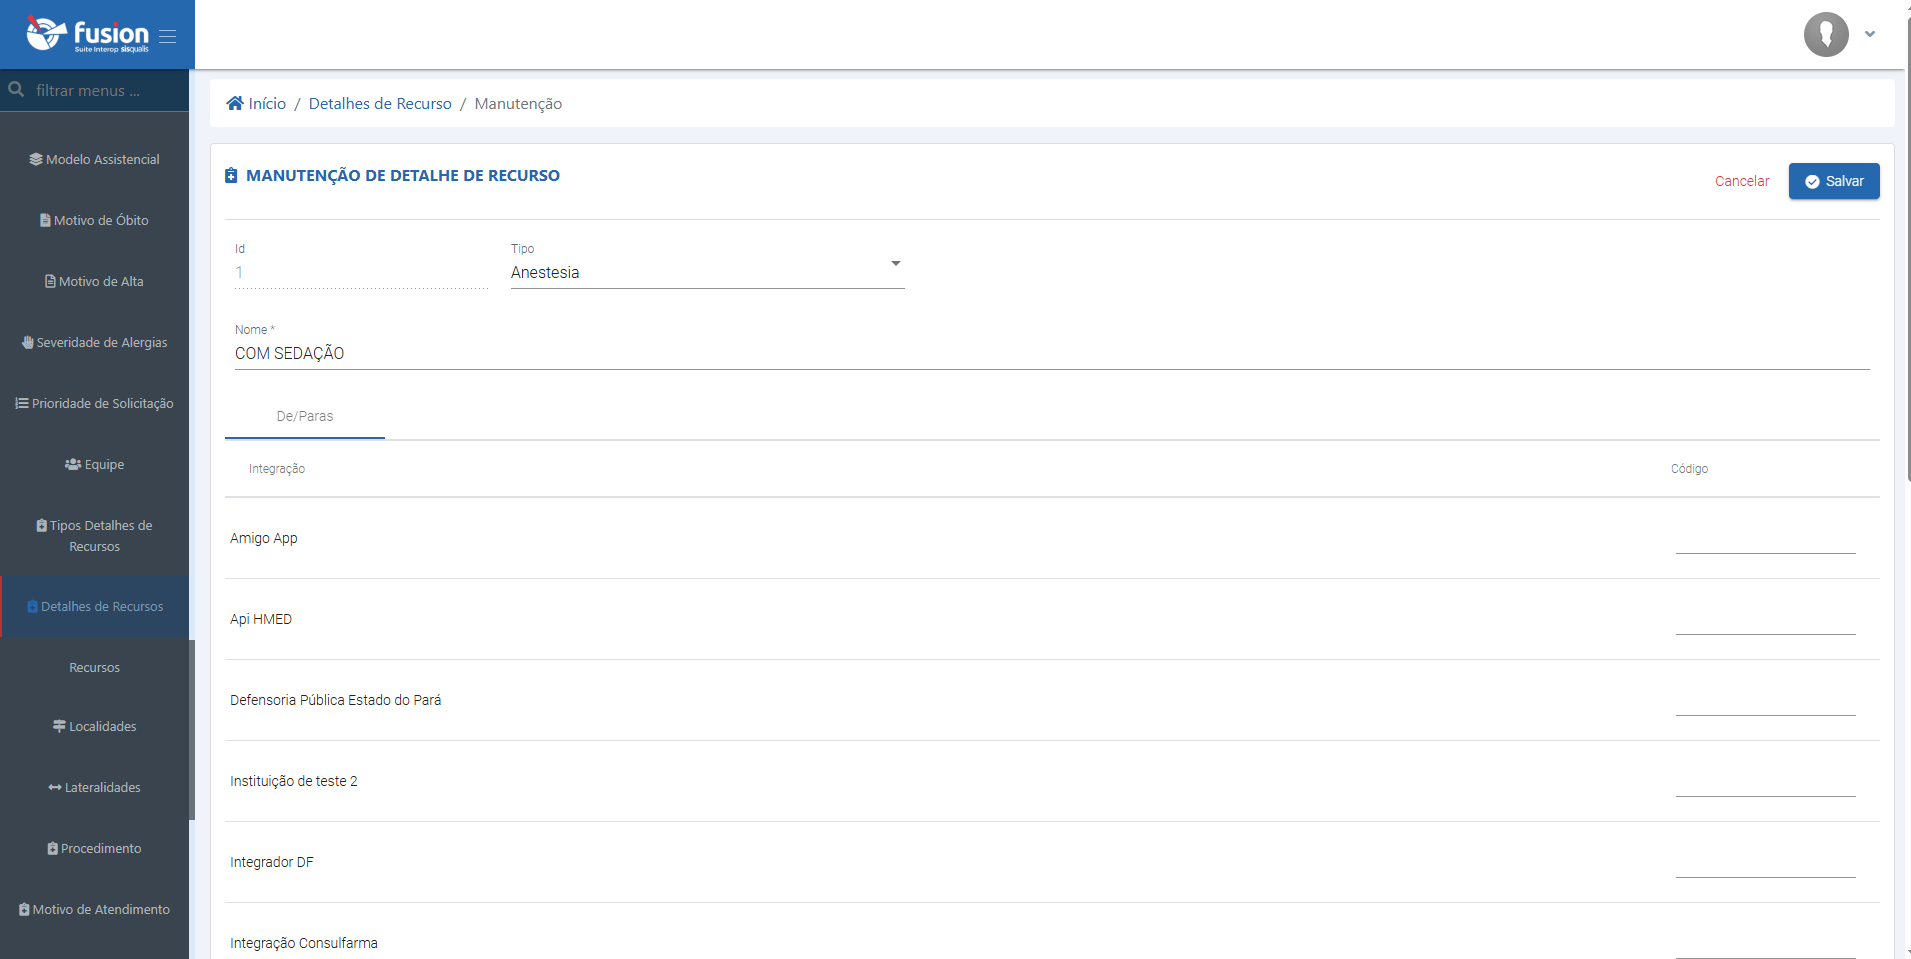 fusion
Suite Interop sisqualis
filtrar menus ...
Modelo Assistencial
Motivo de Óbito
Motivo de Alta
Severidade de Alergias
Prioridade de Solicitação
Equipe
Tipos Detalhes de
Recursos
Detalhes de Recursos
Recursos
Localidades
Lateralidades
Procedimento
Motivo de Atendimento
Início / Detalhes de Recurso / Manutenção
MANUTENÇÃO DE DETALHE DE RECURSO
Cancelar
Salvar
Id
1
Tipo
Anestesia
Nome *
COM SEDAÇÃO
De/Paras
Integração
Código
Amigo App
Api HMED
Defensoria Pública Estado do Pará
Instituição de teste 2
Integrador DF
Integração Consulfarma